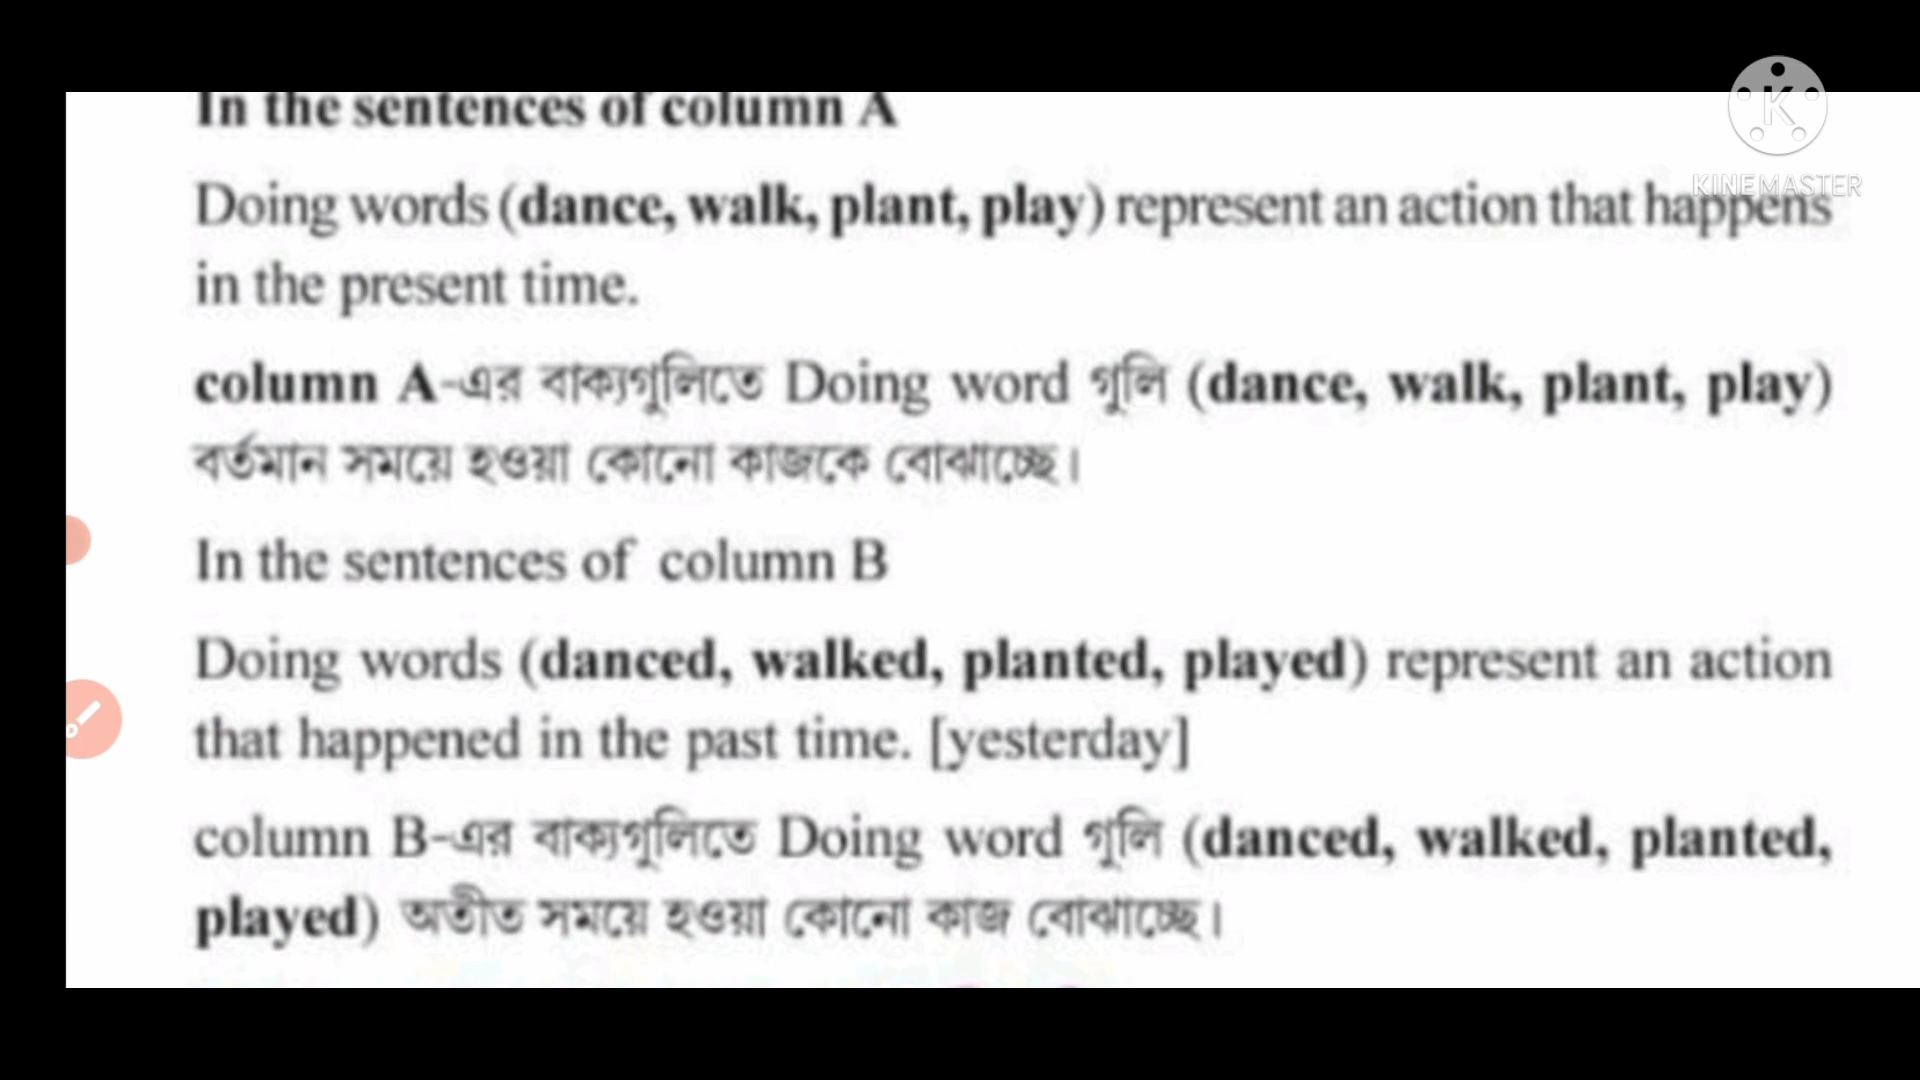 In the sentences of column A
KINEMASTER
Doing words (dance, walk, plant, play) represent an action that happens
in the present time.
column A-এর বাক্যগুলিতে Doing word গুলি (dance, walk, plant, play)
বর্তমান সময়ে হওয়া কোনো কাজকে বোঝাচ্ছে।
In the sentences of column B
Doing words (danced, walked, planted, played) represent an action
that happened in the past time. [yesterday]
column B-এর বাক্যগুলিতে Doing word গুলি (danced, walked, planted,
played) অতীত সময়ে হওয়া কোনো কাজ বোঝাচ্ছে।